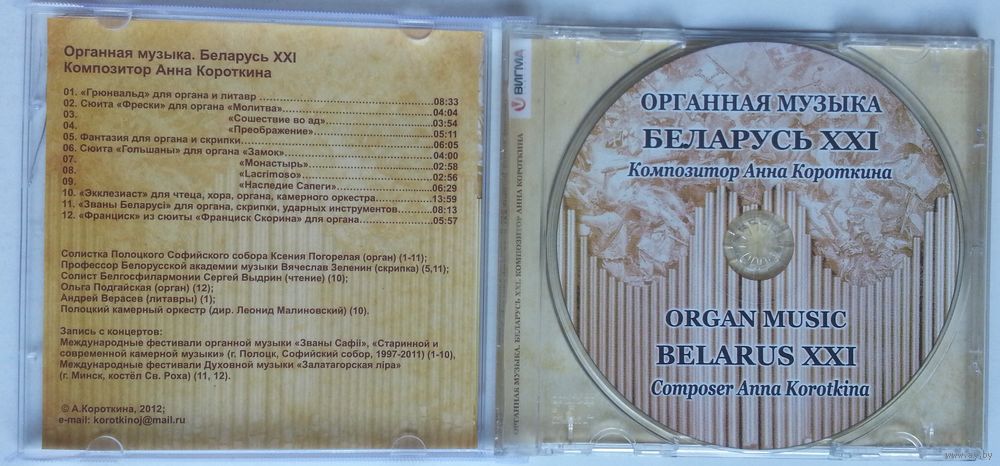 Органная музыка. Беларусь XXI
Композитор Анна Короткина
01. «Грюнвальд» для органа и литавр ........08:33
02. Сюита «Фрески» для органа «Молитва»........04:04
03. «Сошествие во ад»........03:54
04. «Преображение»........05:11
05. Фантазия для органа и скрипки........06:05
06. Сюита «Гольшаны» для органа «Замок»........04:00
07. «Монастырь»........02:58
08. «Lacrimoso»........02:56
09. «Наследие Сапеги»........06:29
10. «Экклезиаст» для чтеца, хора, органа, камерного оркестра........13:59
11. «Званы Беларусі» для органа, скрипки, ударных инструментов........08:13
12. «Франциск» из сюиты «Франциск Скорина» для органа........05:57
Солистка Полоцкого Софийского собора Ксения Погорелая (орган) (1-11);
Профессор Белорусской академии музыки Вячеслав Зеленин (скрипка) (5,11);
Солист Белгосфилармонии Сергей Выдрин (чтение) (10);
Ольга Подгайская (орган) (12);
Андрей Верасев (литавры) (1);
Полоцкий камерный оркестр (дир. Леонид Малиновский) (10).
Запись с концертов:
Международные фестивали органной музыки «Званы Сафіі», «Старинной и
современной камерной музыки» (г. Полоцк, Софийский собор, 1997-2011) (1-10),
Международные фестивали Духовной музыки «Залатагорская ліра»
(г. Минск, костёл Св. Роха) (11, 12).
© А.Короткина, 2012;
e-mail: korotkinoj@mail.ru
ВИГМА
ОРГАННАЯ МУЗЫКА. БЕЛАРУСЬ XXI. КОМПОЗИТОР АННА КОРОТКИНА
ОРГАННАЯ МУЗЫКА
БЕЛАРУСЬ XXI
Композитор Анна Короткина
ORGAN MUSIC
BELARUS XXI
Composer Anna Korotkina
www.ay.by